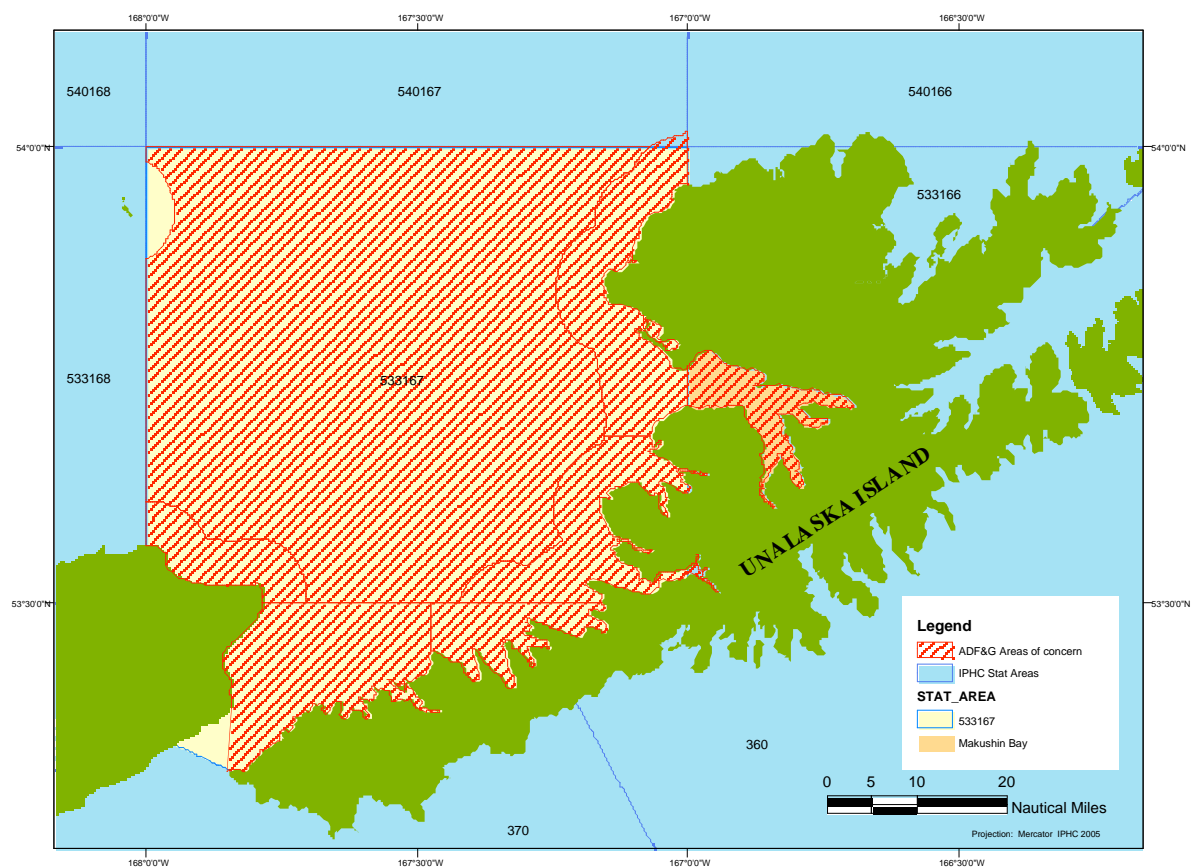 168°0'0"W 167°30'0"W 167°0'0"W 166°30'0"W
540168 540167 540166
54°0'0"N 54°0'0"N
533166
533168 533167
UNALASKA ISLAND
53°30'0"N 53°30'0"N
Legend
ADF&G Areas of concern
IPHC Stat Areas
STAT_AREA
533167
Makushin Bay
360
0 5 10 20
Nautical Miles
370
Projection: Mercator IPHC 2005
168°0'0"W 167°30'0"W 167°0'0"W 166°30'0"W